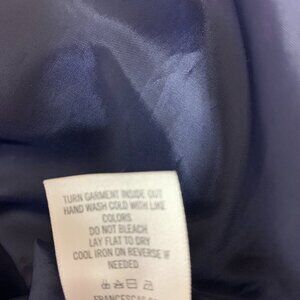 TURN GARMENT INSIDE OUT
HAND WASH COLD WITH LIKE
COLORS
DO NOT BLEACH
LAY FLAT TO DRY
COOL IRON ON REVERSE IF
NEEDED